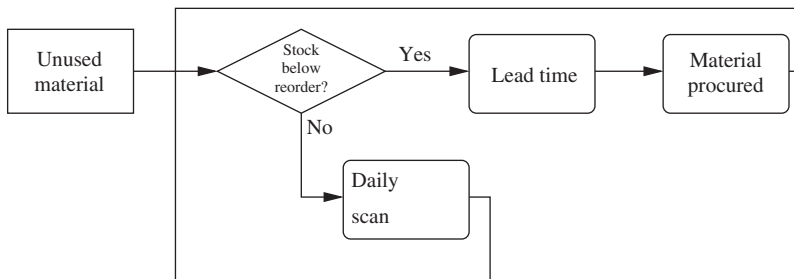 Unused
material
Stock
below
reorder?
Yes
Lead time
Material
procured
No
Daily
scan